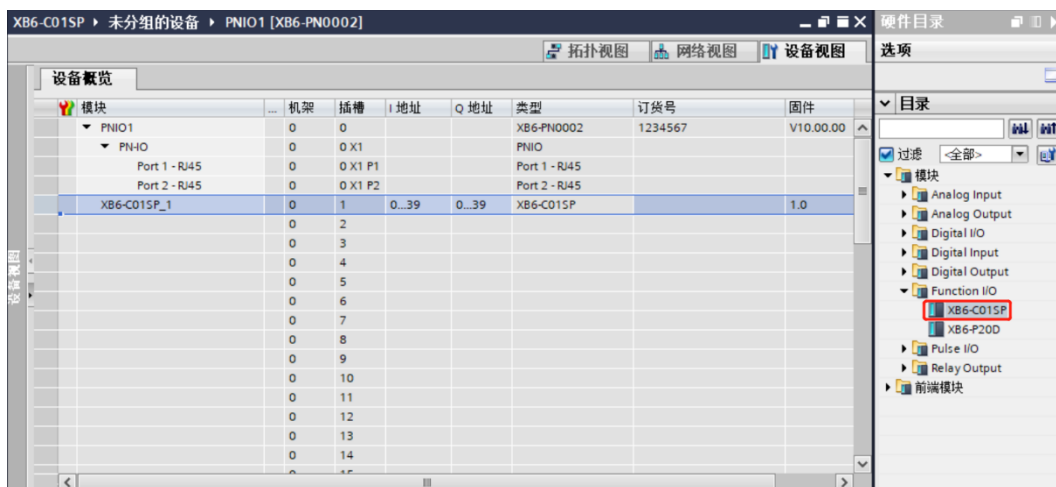 XB6-C01SP ▸ 未分组的设备 ▸ PNIO1 [XB6-PN0002]
硬件目录
拓扑视图 网络视图 设备视图
选项
设备概览
模块 ... 机架 插槽 I 地址 Q 地址 类型 订货号 固件
PNIO1 0 0 XB6-PN0002 1234567 V10.00.00
PN-IO 0 0 X1 PNIO
Port 1 - RJ45 0 0 X1 P1 Port 1 - RJ45
Port 2 - RJ45 0 0 X1 P2 Port 2 - RJ45
XB6-C01SP_1 0 1 0...39 0...39 XB6-C01SP 1.0
0 2
0 3
0 4
0 5
0 6
0 7
0 8
0 9
0 10
0 11
0 12
0 13
0 14
设备视图
目录
过滤 <全部>
模块
Analog Input
Analog Output
Digital I/O
Digital Input
Digital Output
Function I/O
XB6-C01SP
XB6-P20D
Pulse I/O
Relay Output
前端模块